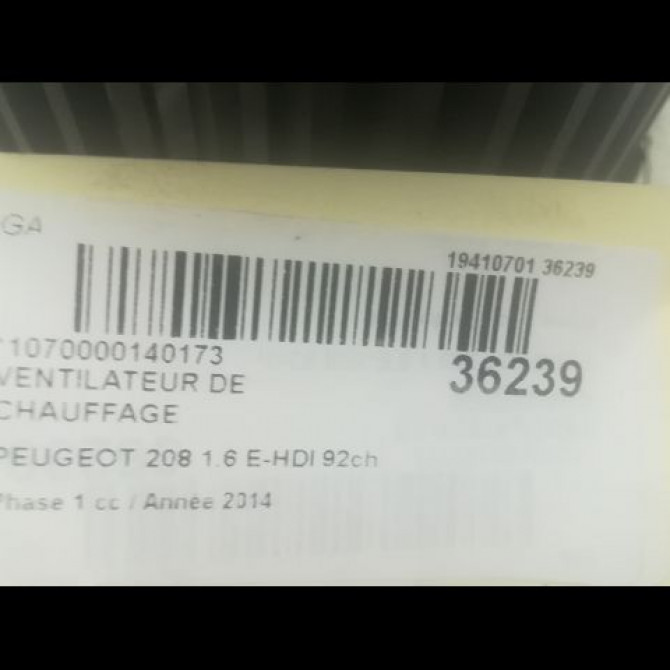 GA
19410701 36239
1070000140173
36239
VENTILATEUR DE
CHAUFFAGE
PEUGEOT 208 1.6 E-HDI 92ch
Phase 1 cc / Année 2014